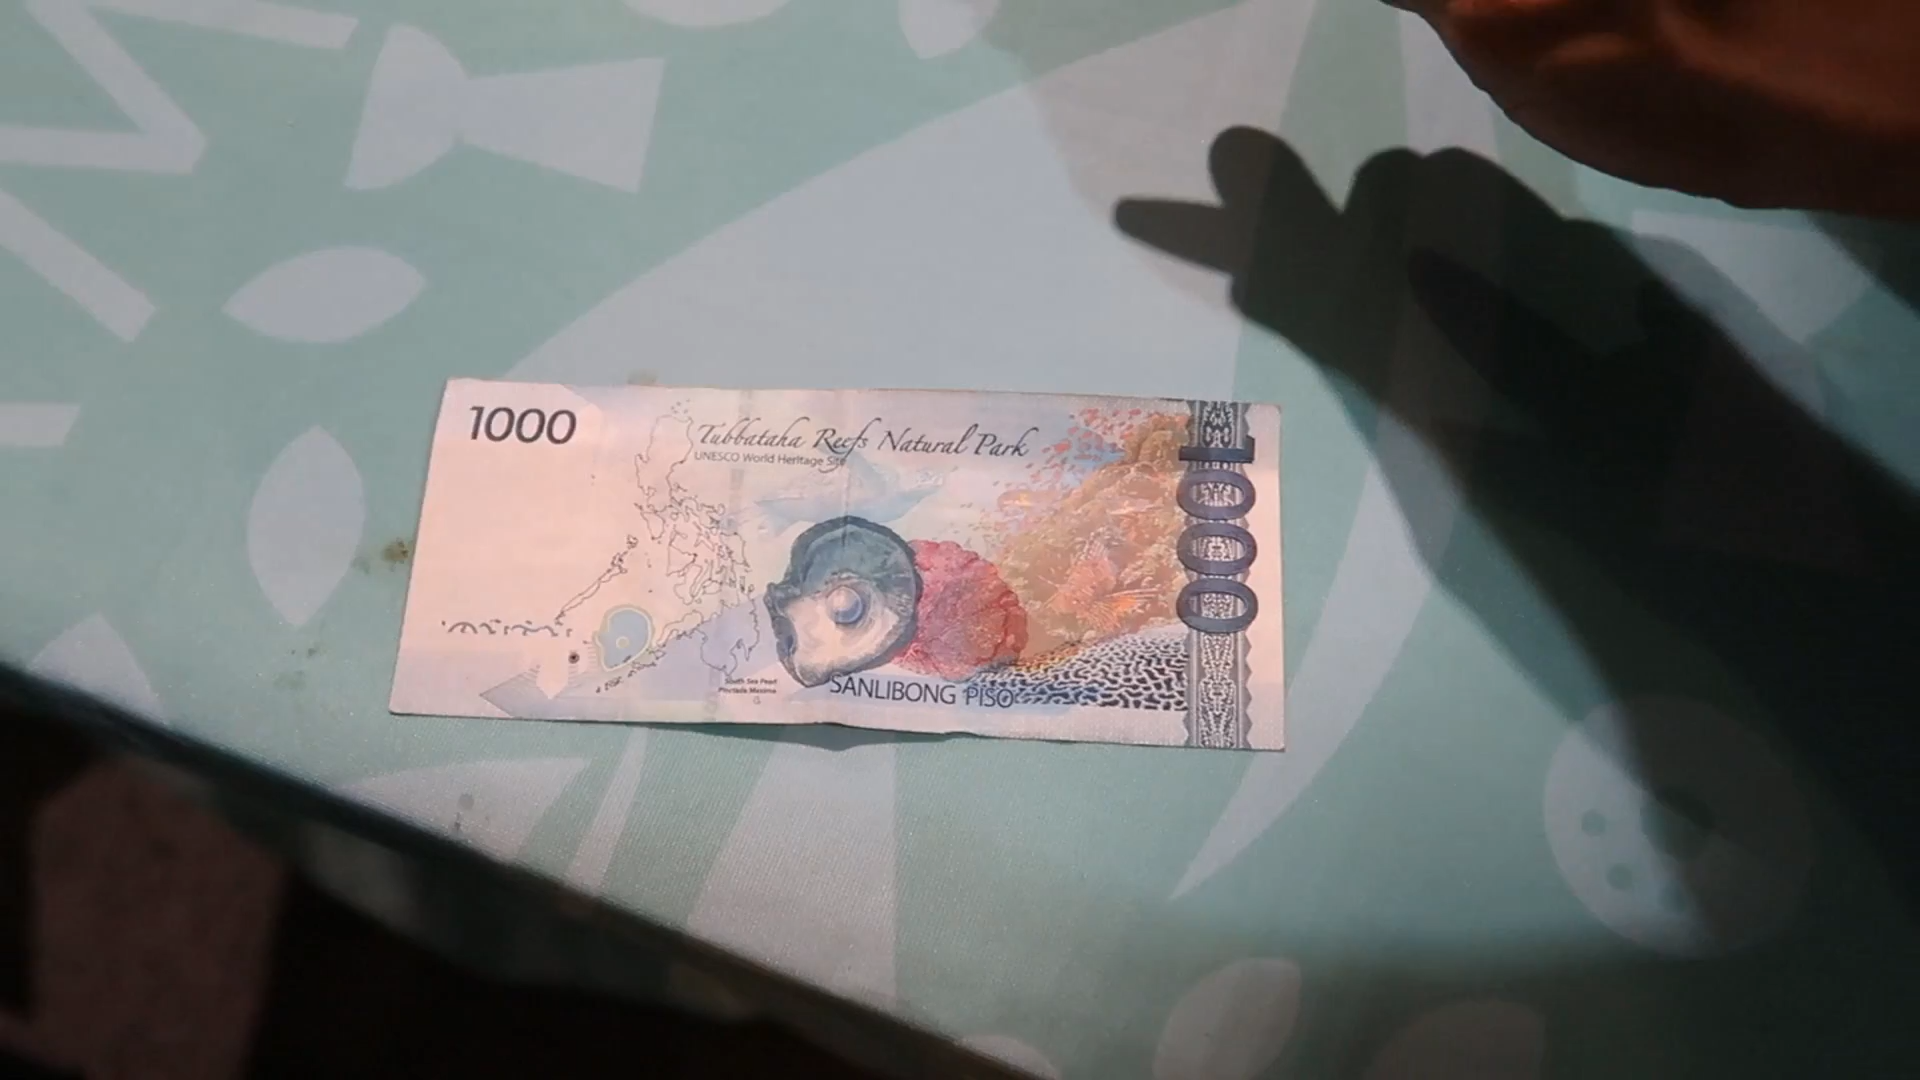 1000
Tubbataha Reefs Natural Park
UNESCO World Heritage Site
1000
South Sea Pearl
Pinctada Maxima
SANLIBONG PISO